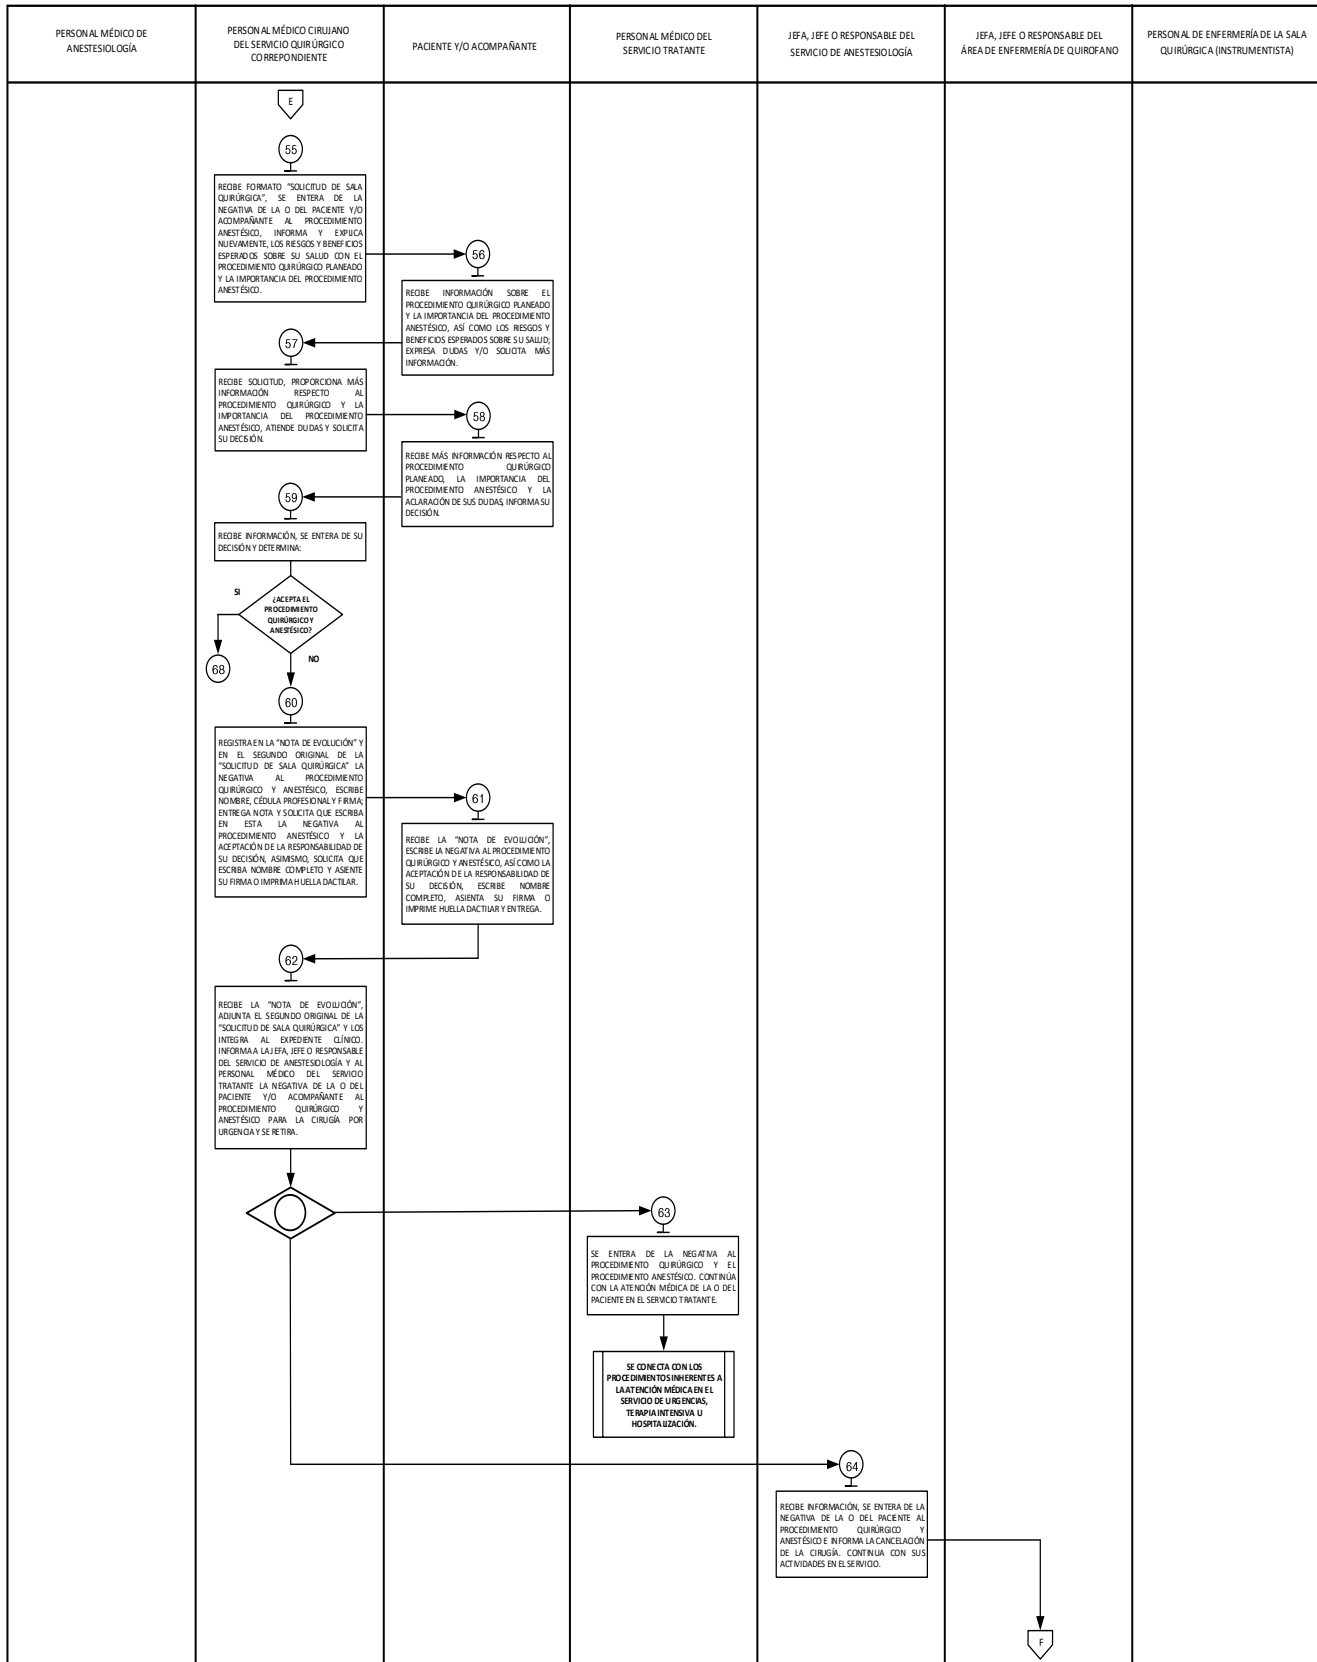 PERSONAL MÉDICO DE
ANESTESIOLOGÍA
PERSONAL MÉDICO CIRUJANO
DEL SERVICIO QUIRÚRGICO
CORREPONDIENTE
PACIENTE Y/O ACOMPAÑANTE
PERSONAL MÉDICO DEL
SERVICIO TRATANTE
JEFA, JEFE O RESPONSABLE DEL
SERVICIO DE ANESTESIOLOGÍA
JEFA, JEFE O RESPONSABLE DEL
ÁREA DE ENFERMERÍA DE QUIROFANO
PERSONAL DE ENFERMERÍA DE LA SALA
QUIRÚRGICA (INSTRUMENTISTA)
E
55
RECIBE FORMATO "SOLICITUD DE SALA
QUIRÚRGICA", SE ENTERA DE LA
NEGATIVA DE LA O DEL PACIENTE Y/O
ACOMPAÑANTE AL PROCEDIMIENTO
ANESTÉSICO, INFORMA Y EXPLICA
NUEVAMENTE, LOS RIESGOS Y BENEFICIOS
ESPERADOS SOBRE SU SALUD CON EL
PROCEDIMIENTO QUIRÚRGICO PLANEADO
Y LA IMPORTANCIA DEL PROCEDIMIENTO
ANESTÉSICO.
56
RECIBE INFORMACIÓN SOBRE EL
PROCEDIMIENTO QUIRÚRGICO PLANEADO
Y LA IMPORTANCIA DEL PROCEDIMIENTO
ANESTÉSICO, ASÍ COMO LOS RIESGOS Y
BENEFICIOS ESPERADOS SOBRE SU SALUD;
EXPRESA DUDAS Y/O SOLICITA MÁS
INFORMACIÓN.
57
RECIBE SOLICITUD, PROPORCIONA MÁS
INFORMACIÓN RESPECTO AL
PROCEDIMIENTO QUIRÚRGICO Y LA
IMPORTANCIA DEL PROCEDIMIENTO
ANESTÉSICO, ATIENDE DUDAS Y SOLICITA
SU DECISIÓN.
58
RECIBE MÁS INFORMACIÓN RESPECTO AL
PROCEDIMIENTO QUIRÚRGICO
PLANEADO, LA IMPORTANCIA DEL
PROCEDIMIENTO ANESTÉSICO Y LA
ACLARACIÓN DE SUS DUDAS, INFORMA SU
DECISIÓN.
59
RECIBE INFORMACIÓN, SE ENTERA DE SU
DECISIÓN Y DETERMINA:
SI
¿ACEPTA EL
PROCEDIMIENTO
QUIRÚRGICO Y
ANESTÉSICO?
68
NO
60
REGISTRA EN LA "NOTA DE EVOLUCIÓN" Y
EN EL SEGUNDO ORIGINAL DE LA
"SOLICITUD DE SALA QUIRÚRGICA" LA
NEGATIVA AL PROCEDIMIENTO
QUIRÚRGICO Y ANESTÉSICO, ESCRIBE
NOMBRE, CÉDULA PROFESIONAL Y FIRMA;
ENTREGA NOTA Y SOLICITA QUE ESCRIBA
EN ESTA LA NEGATIVA AL
PROCEDIMIENTO ANESTÉSICO Y LA
ACEPTACIÓN DE LA RESPONSABILIDAD DE
SU DECISIÓN, ASIMISMO, SOLICITA QUE
ESCRIBA NOMBRE COMPLETO Y ASIENTE
SU FIRMA O IMPRIMA HUELLA DACTILAR.
61
RECIBE LA "NOTA DE EVOLUCIÓN",
ESCRIBE LA NEGATIVA AL PROCEDIMIENTO
QUIRÚRGICO Y ANESTÉSICO, ASÍ COMO LA
ACEPTACIÓN DE LA RESPONSABILIDAD DE
SU DECISIÓN, ESCRIBE NOMBRE
COMPLETO, ASIENTA SU FIRMA O
IMPRIME HUELLA DACTILAR Y ENTREGA.
62
RECIBE LA "NOTA DE EVOLUCIÓN",
ADJUNTA EL SEGUNDO ORIGINAL DE LA
"SOLICITUD DE SALA QUIRÚRGICA" Y LOS
INTEGRA AL EXPEDIENTE CLÍNICO.
INFORMA A LA JEFA, JEFE O RESPONSABLE
DEL SERVICIO DE ANESTESIOLOGÍA Y AL
PERSONAL MÉDICO DEL SERVICIO
TRATANTE LA NEGATIVA DE LA O DEL
PACIENTE Y/O ACOMPAÑANTE AL
PROCEDIMIENTO QUIRÚRGICO Y
ANESTÉSICO PARA LA CIRUGÍA POR
URGENCIA Y SE RETIRA.
63
SE ENTERA DE LA NEGATIVA AL
PROCEDIMIENTO QUIRÚRGICO Y EL
PROCEDIMIENTO ANESTÉSICO. CONTINÚA
CON LA ATENCIÓN MÉDICA DE LA O DEL
PACIENTE EN EL SERVICIO TRATANTE.
SE CONECTA CON LOS
PROCEDIMIENTOS INHERENTES A
LA ATENCIÓN MÉDICA EN EL
SERVICIO DE URGENCIAS,
TERAPIA INTENSIVA U
HOSPITALIZACIÓN.
64
RECIBE INFORMACIÓN, SE ENTERA DE LA
NEGATIVA DE LA O DEL PACIENTE AL
PROCEDIMIENTO QUIRÚRGICO Y
ANESTÉSICO E INFORMA LA CANCELACIÓN
DE LA CIRUGÍA. CONTINUA CON SUS
ACTIVIDADES EN EL SERVICIO.
F